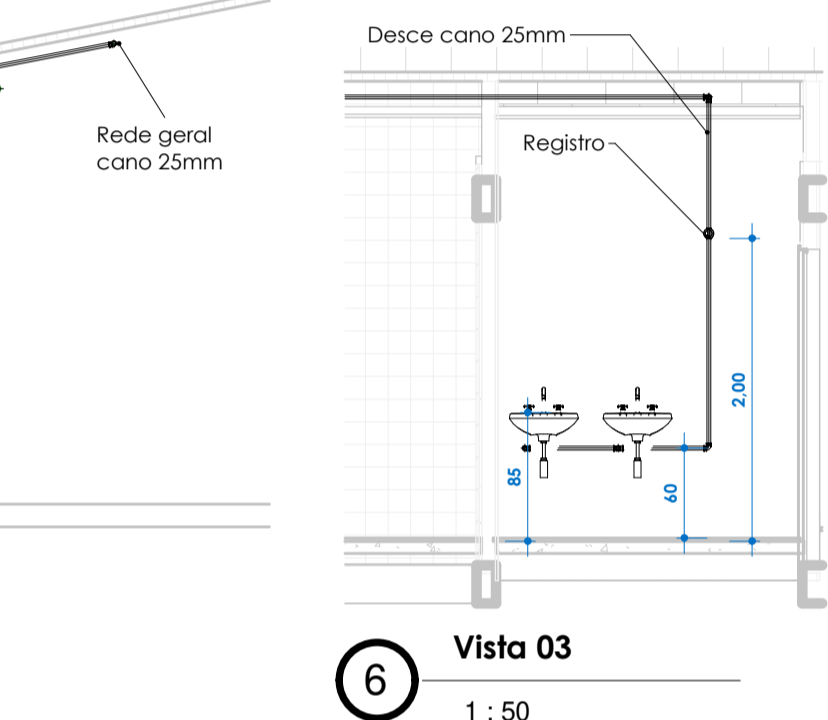 Rede geral
cano 25mm
Desce cano 25mm
Registro
2,00
85
60
6
Vista 03
1 : 50